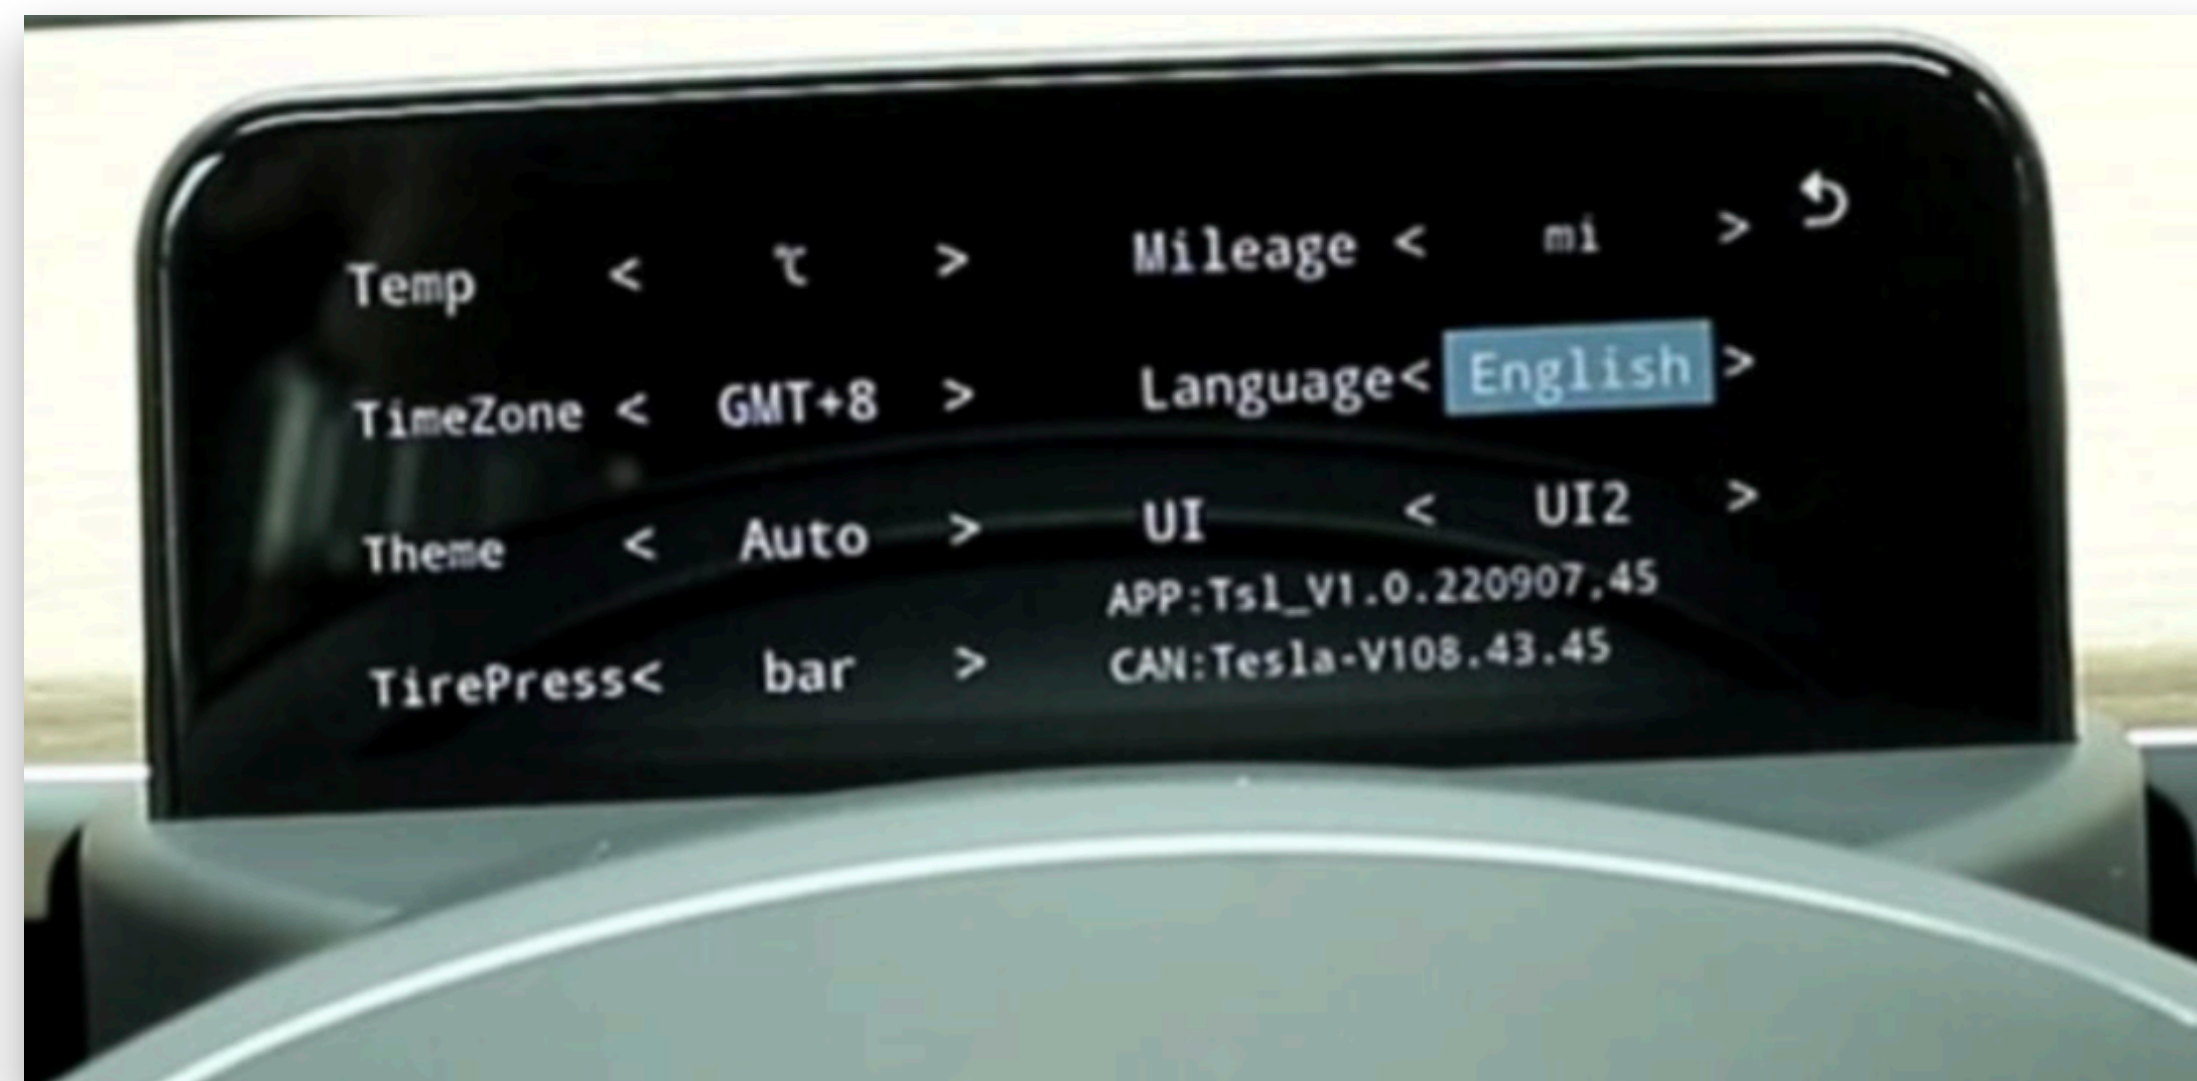 Temp < ℃ > Mileage < mi >
TimeZone < GMT+8 > Language< English >
Theme < Auto > UI < UI2 >
APP:Tsl_V1.0.220907,45
TirePress< bar >
CAN:Tesla-V108.43.45